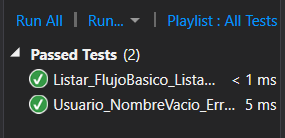 Run All | Run... | Playlist : All Tests
Passed Tests (2)
Listar_FlujoBasico_Lista... < 1 ms
Usuario_NombreVacio_Err... 5 ms